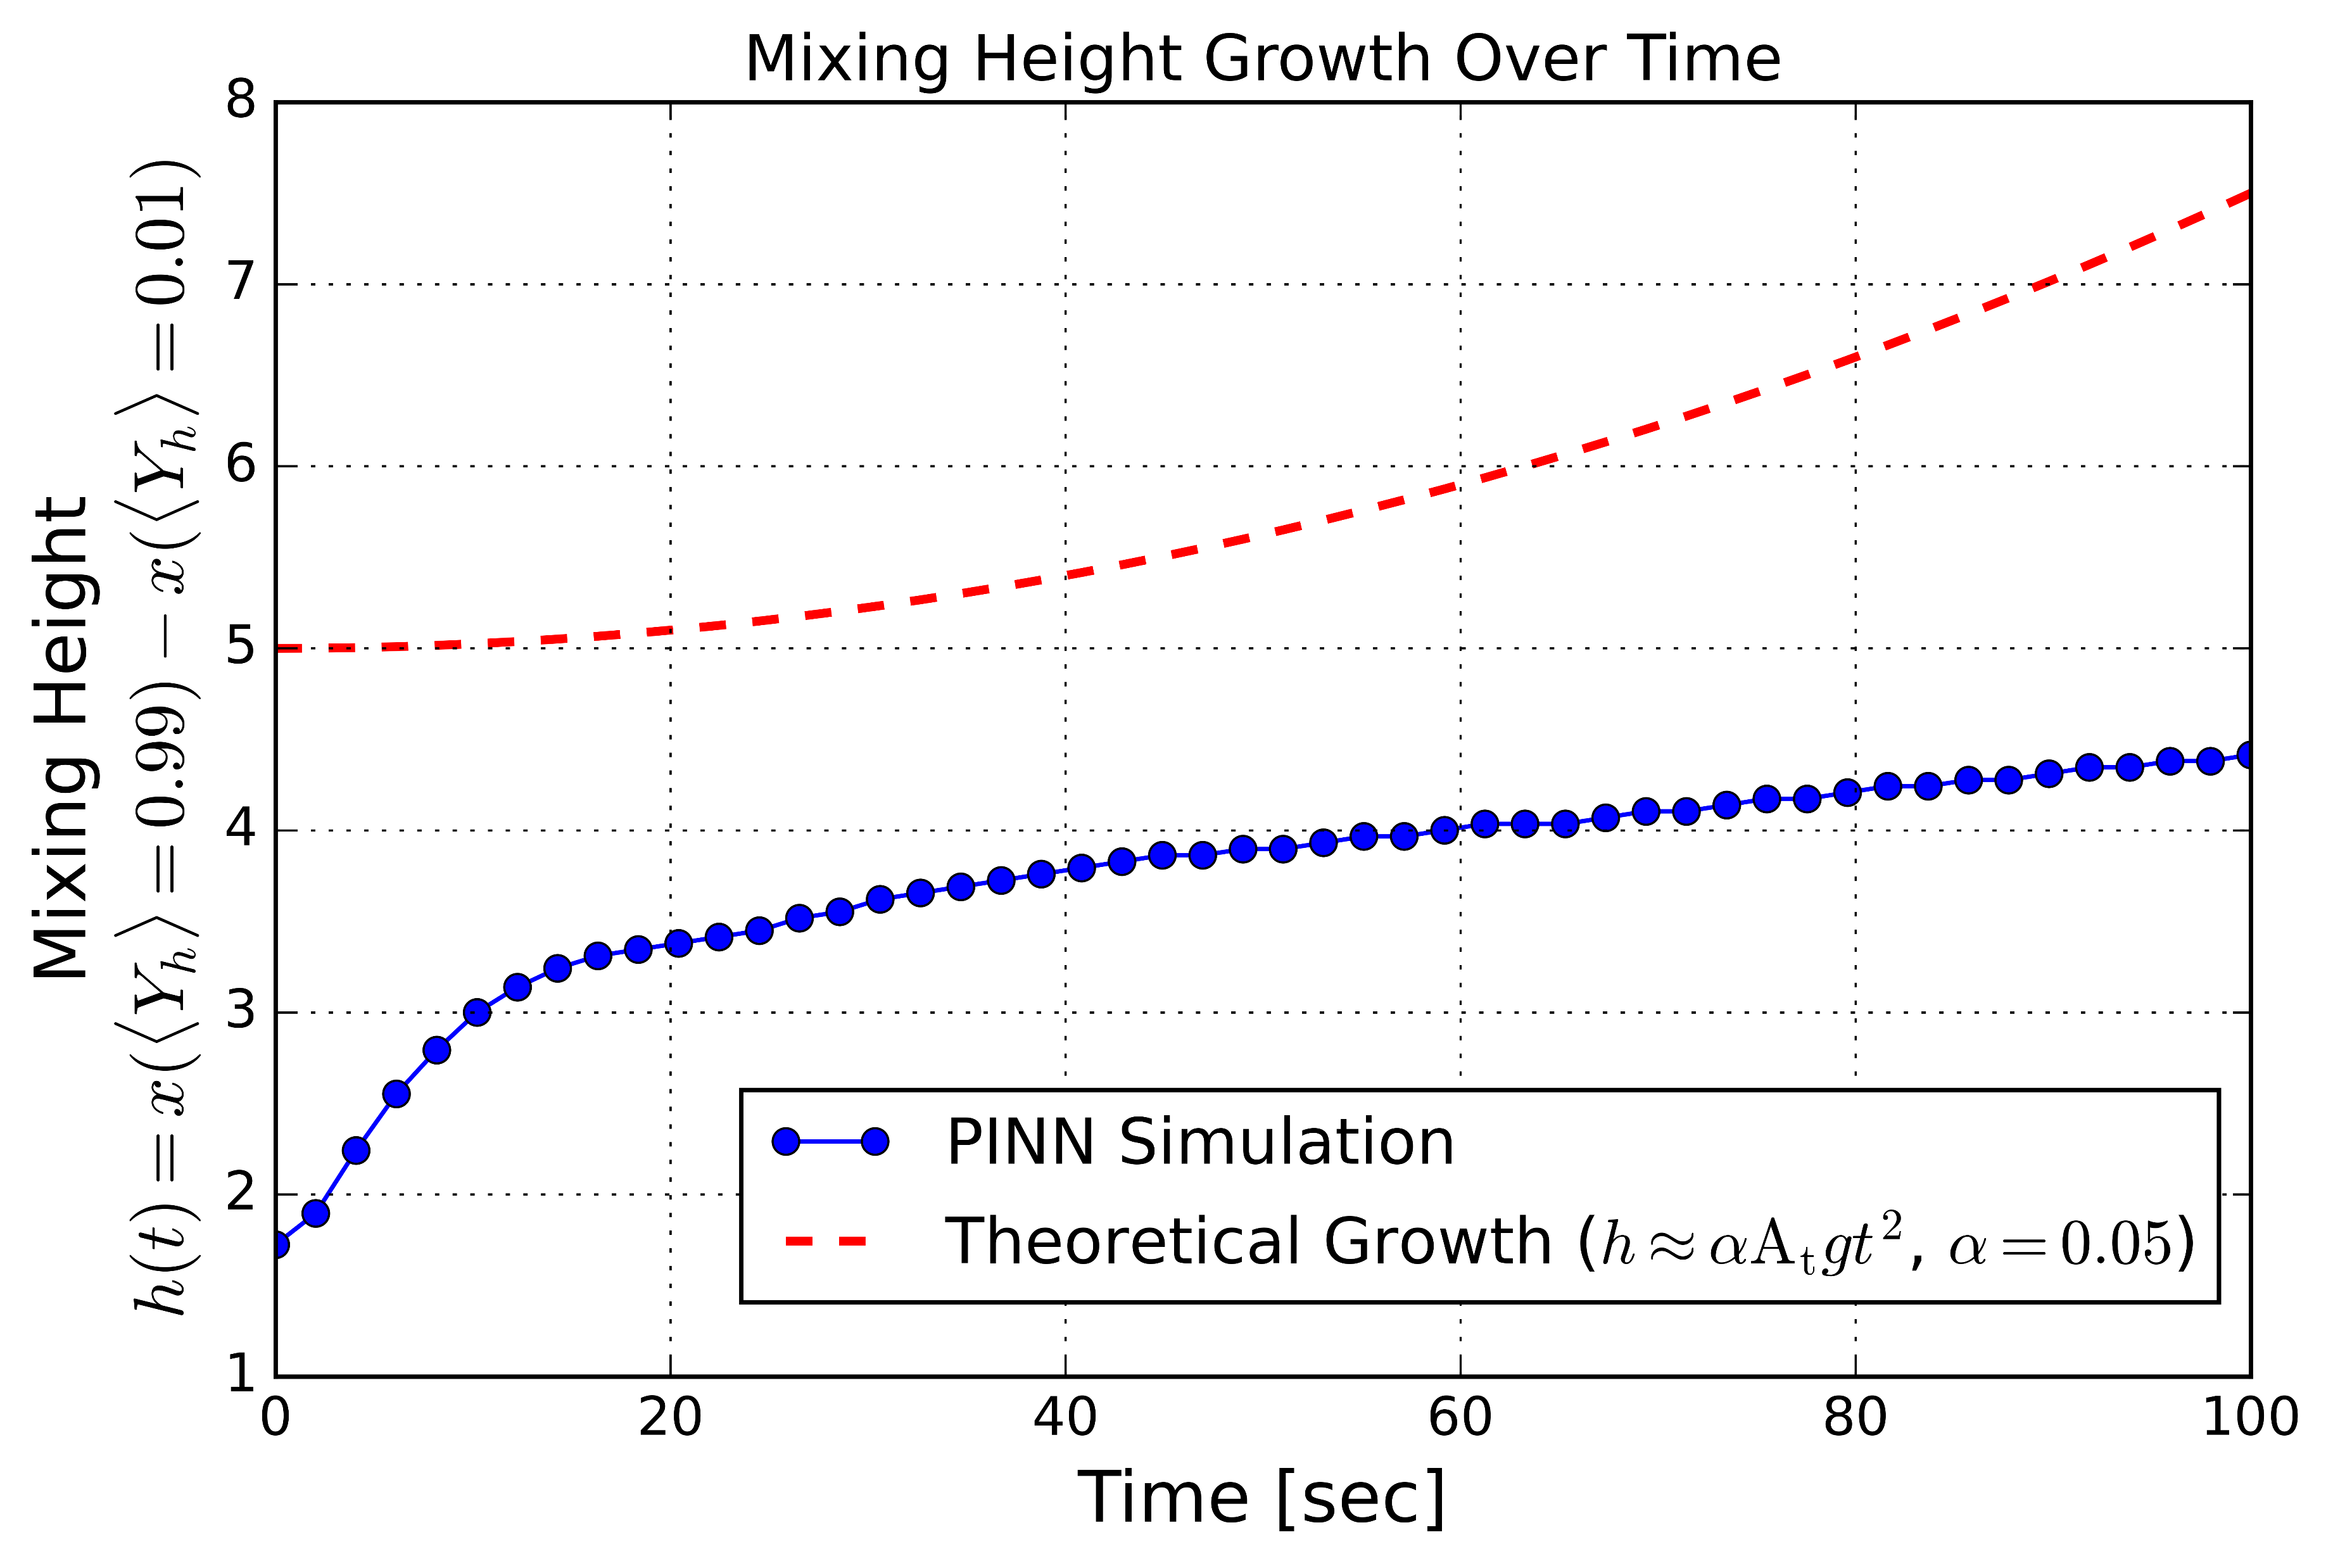 Mixing Height Growth Over Time
Mixing Height
h(t) = x(⟨Y_h⟩ = 0.99) − x(⟨Y_h⟩ = 0.01)
8
7
6
5
4
3
2
1
PINN Simulation
Theoretical Growth (h ≈ αA_t gt², α = 0.05)
0 20 40 60 80 100
Time [sec]